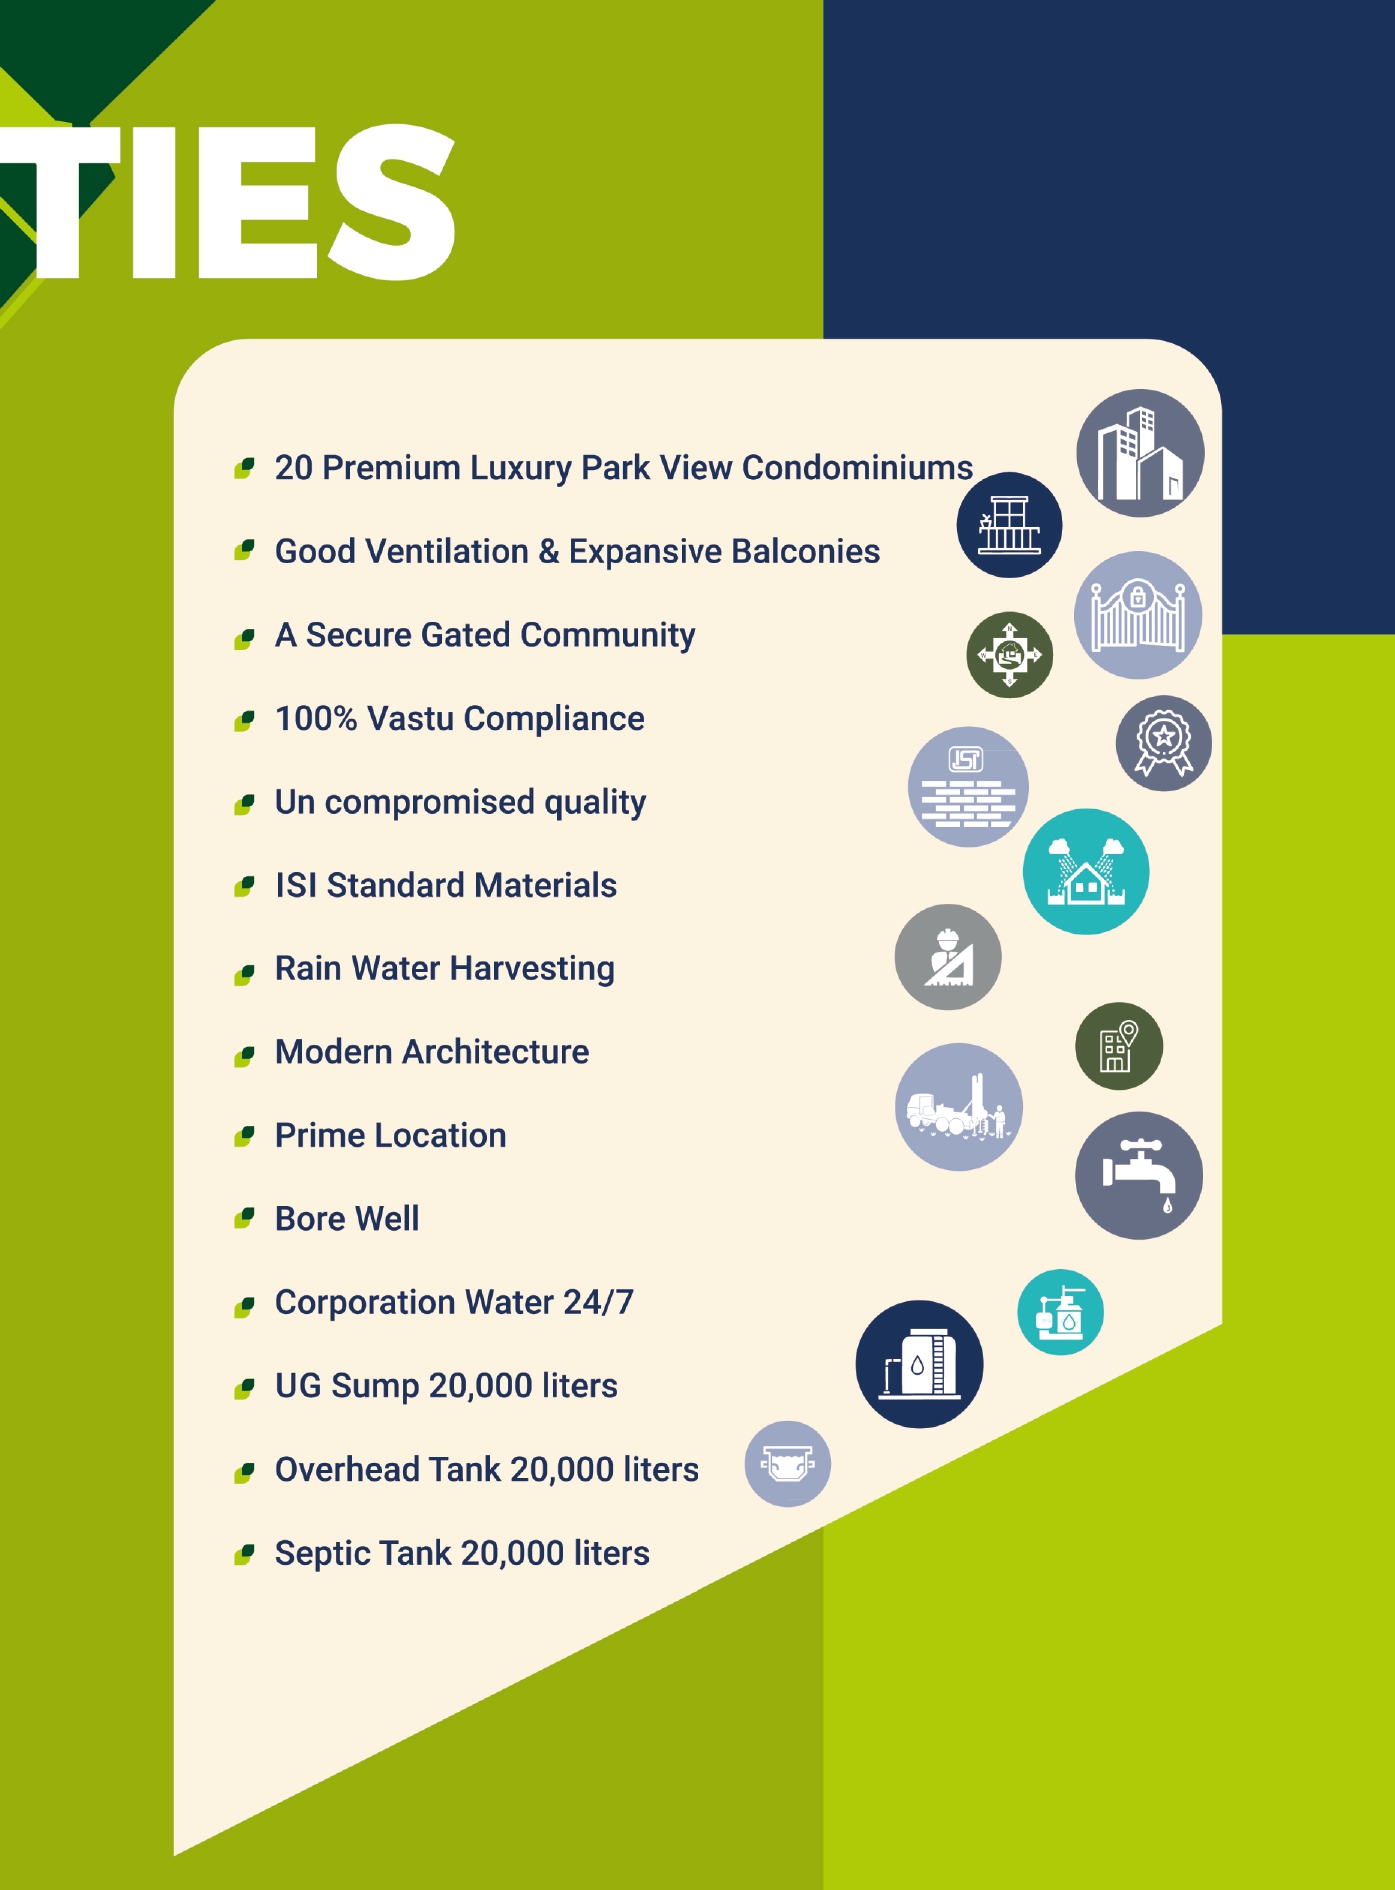 TIES
20 Premium Luxury Park View Condominiums
Good Ventilation & Expansive Balconies
A Secure Gated Community
100% Vastu Compliance
Un compromised quality
ISI Standard Materials
Rain Water Harvesting
Modern Architecture
Prime Location
Bore Well
Corporation Water 24/7
UG Sump 20,000 liters
Overhead Tank 20,000 liters
Septic Tank 20,000 liters
N
W
E
S
ISI